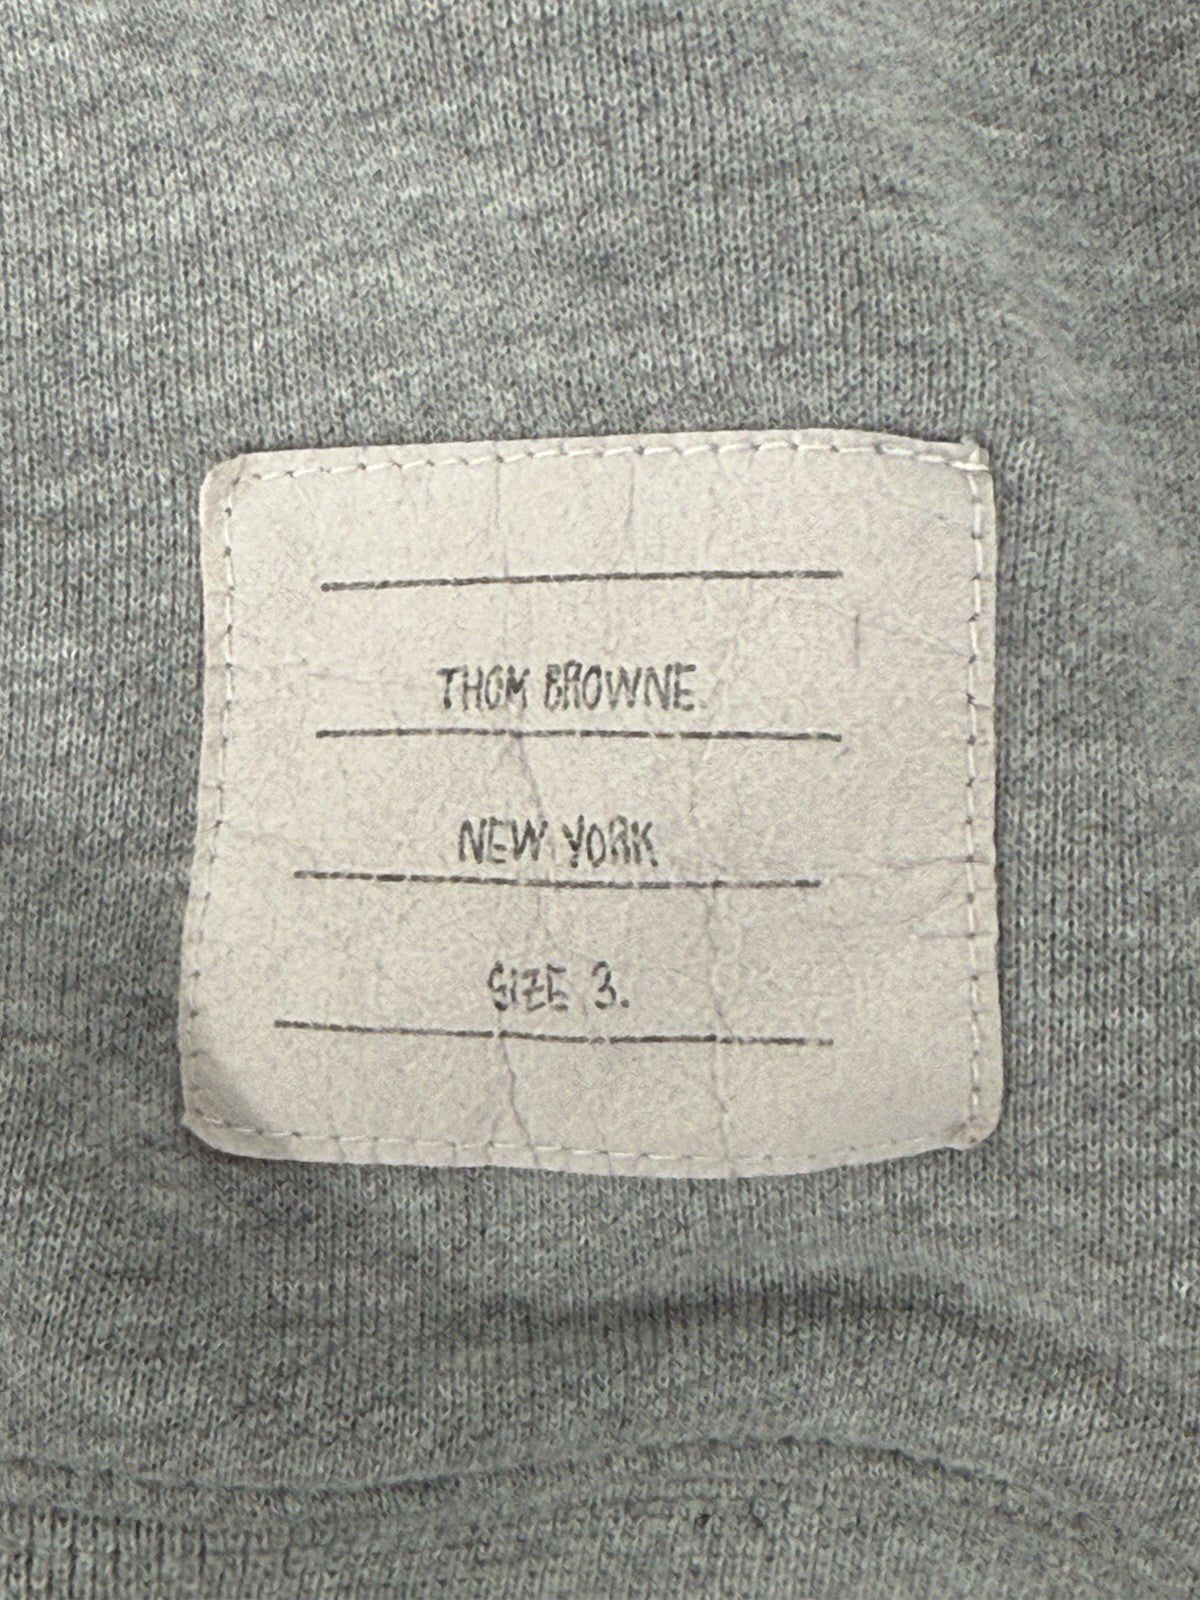 THOM BROWNE.
NEW YORK
SIZE 3.